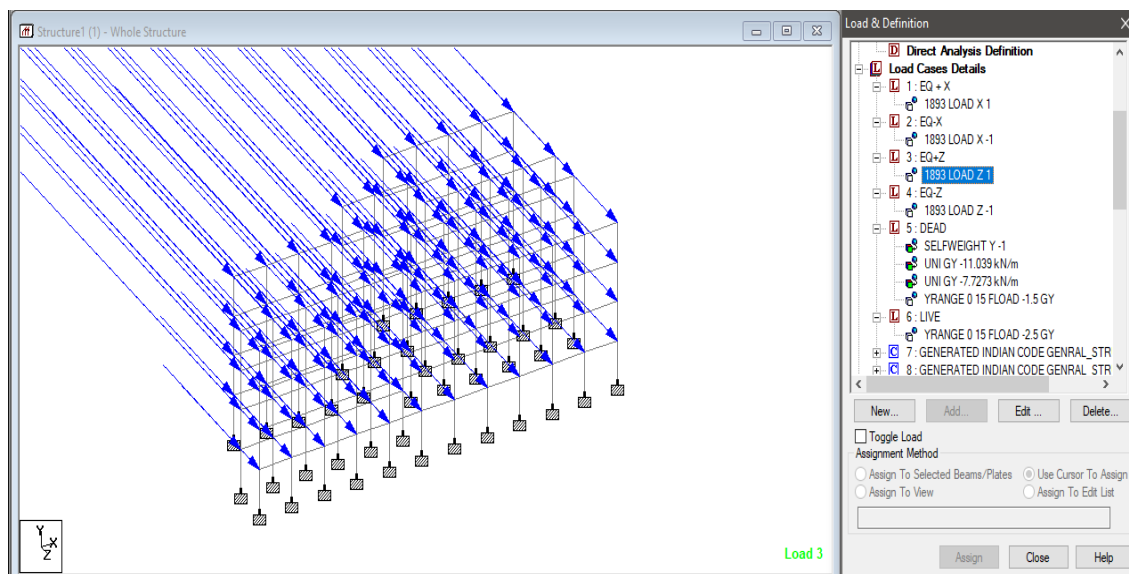 Structure1 (1) - Whole Structure
Load 3
Y
X
Z
Load & Definition
Direct Analysis Definition
Load Cases Details
1 : EQ + X
1893 LOAD X 1
2 : EQ-X
1893 LOAD X -1
3 : EQ+Z
1893 LOAD Z 1
4 : EQ-Z
1893 LOAD Z -1
5 : DEAD
SELFWEIGHT Y -1
UNI GY -11.039 kN/m
UNI GY -7.7273 kN/m
YRANGE 0 15 FLOAD -1.5 GY
6 : LIVE
YRANGE 0 15 FLOAD -2.5 GY
7 : GENERATED INDIAN CODE GENRAL_STR
8 : GENERATED INDIAN CODE GENRAL_STR
New... Add... Edit ... Delete...
Toggle Load
Assignment Method
Assign To Selected Beams/Plates Use Cursor To Assign
Assign To View Assign To Edit List
Assign Close Help